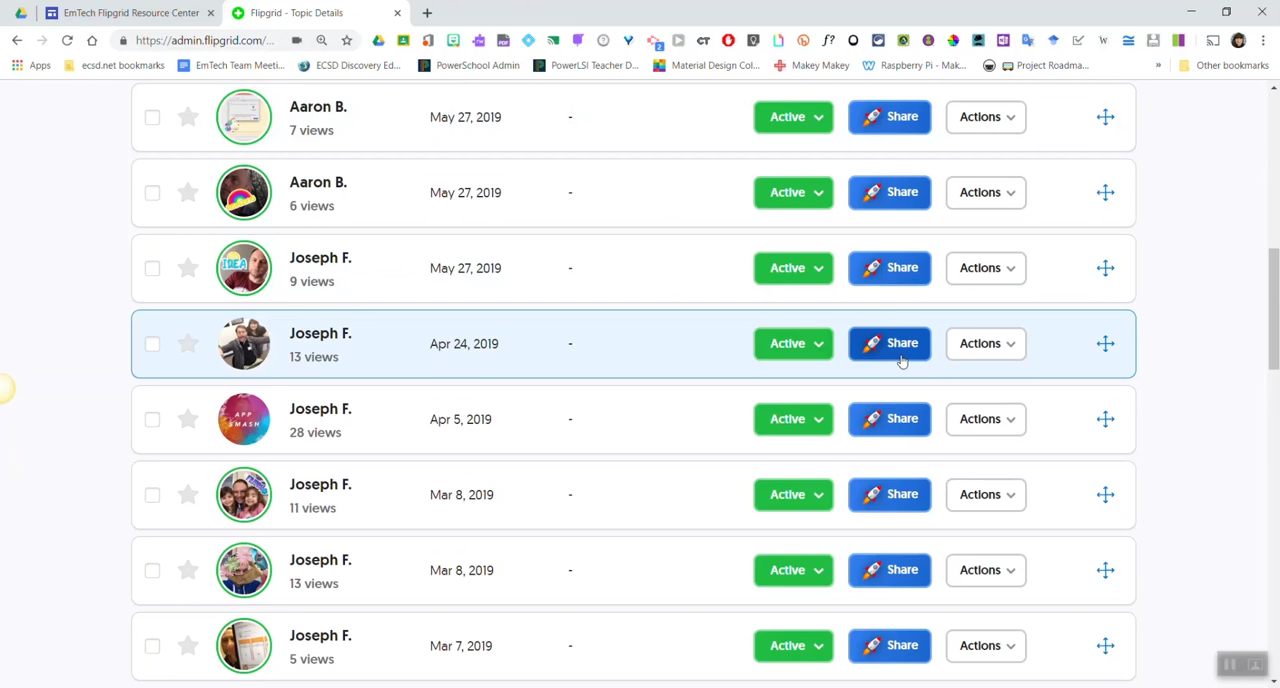 EmTech Flipgrid Resource Center
Flipgrid - Topic Details
https://admin.flipgrid.com/...
Apps
ecsd.net bookmarks
EmTech Team Meeti...
ECSD Discovery Ed...
PowerSchool Admin
PowerLSI Teacher D...
Material Design Col...
Makey Makey
Raspberry Pi - Mak...
Project Roadma...
»
Other bookmarks
Aaron B.
7 views
May 27, 2019
-
Active
Share
Actions
Aaron B.
6 views
May 27, 2019
-
Active
Share
Actions
IDEA
Joseph F.
9 views
May 27, 2019
-
Active
Share
Actions
Joseph F.
13 views
Apr 24, 2019
-
Active
Share
Actions
APP
SMASH
Joseph F.
28 views
Apr 5, 2019
-
Active
Share
Actions
Joseph F.
11 views
Mar 8, 2019
-
Active
Share
Actions
Joseph F.
13 views
Mar 8, 2019
-
Active
Share
Actions
Joseph F.
5 views
Mar 7, 2019
-
Active
Share
Actions